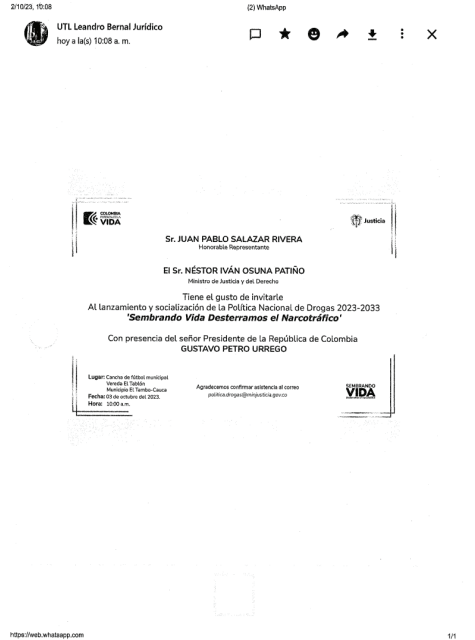 2/10/23, 10:08
(2) WhatsApp
UTL Leandro Bernal Jurídico
hoy a la(s) 10:08 a. m.
COLOMBIA
VIDA
Justicia
Sr. JUAN PABLO SALAZAR RIVERA
Honorable Representante
El Sr. NÉSTOR IVÁN OSUNA PATIÑO
Ministro de Justicia y del Derecho
Tiene el gusto de invitarle
Al lanzamiento y socialización de la Política Nacional de Drogas 2023-2033
'Sembrando Vida Desterramos el Narcotráfico'
Con presencia del señor Presidente de la República de Colombia
GUSTAVO PETRO URREGO
Lugar: Cancha de fútbol municipal
Vereda El Tablón
Municipio El Tambo-Cauca
Fecha: 03 de octubre del 2023.
Hora: 10:00 a.m.
Agradecemos confirmar asistencia al correo
politica.drogas@minjusticia.gov.co
SEMBRANDO
VIDA
https://web.whatsapp.com
1/1